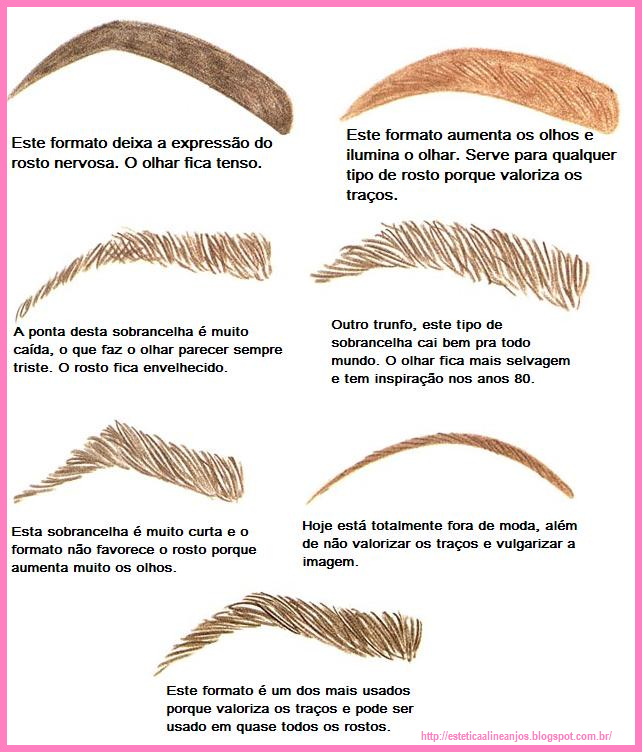 Este formato deixa a expressão do
rosto nervosa. O olhar fica tenso.
Este formato aumenta os olhos e
ilumina o olhar. Serve para qualquer
tipo de rosto porque valoriza os
traços.
A ponta desta sobrancelha é muito
caída, o que faz o olhar parecer sempre
triste. O rosto fica envelhecido.
Outro trunfo, este tipo de
sobrancelha cai bem pra todo
mundo. O olhar fica mais selvagem
e tem inspiração nos anos 80.
Esta sobrancelha é muito curta e o
formato não favorece o rosto porque
aumenta muito os olhos.
Hoje está totalmente fora de moda, além
de não valorizar os traços e vulgarizar a
imagem.
Este formato é um dos mais usados
porque valoriza os traços e pode ser
usado em quase todos os rostos.
http://esteticaalineanjos.blogspot.com.br/